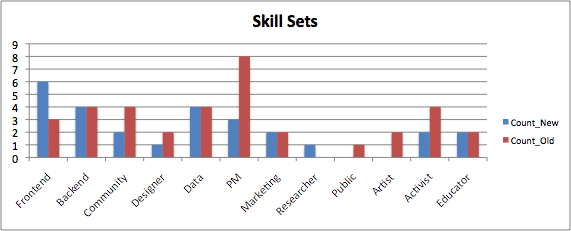 Skill Sets
9
8
7
6
5
4
3
2
1
0
Frontend
Backend
Community
Designer
Data
PM
Marketing
Researcher
Public
Artist
Activist
Educator
Count_New
Count_Old